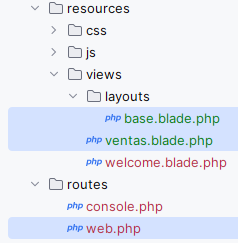 resources
css
js
views
layouts
php base.blade.php
php ventas.blade.php
php welcome.blade.php
routes
php console.php
php web.php